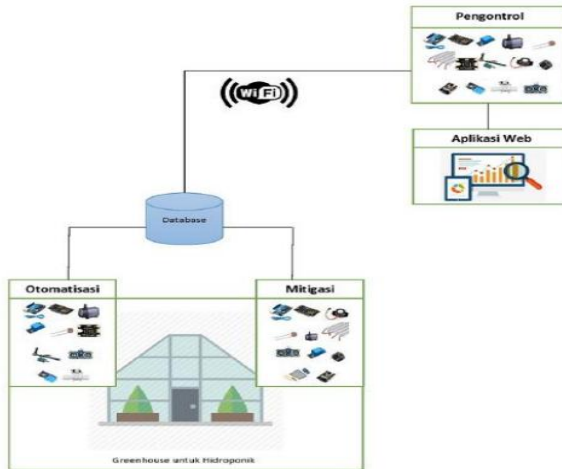 Pengontrol
WiFi
Aplikasi Web
Database
Otomatisasi
Mitigasi
Greenhouse untuk Hidroponik